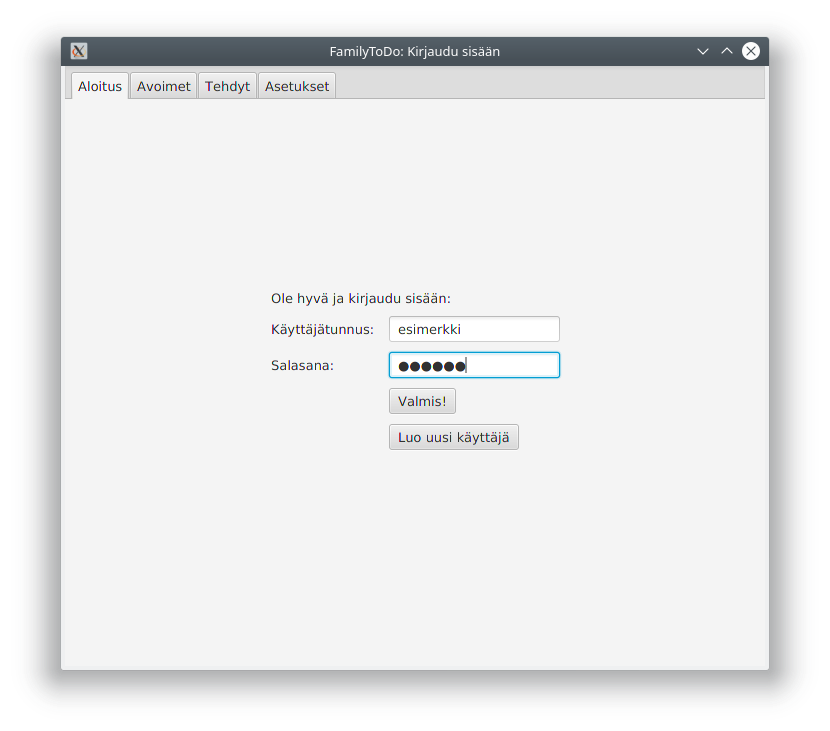 FamilyToDo: Kirjaudu sisään
Aloitus Avoimet Tehdyt Asetukset
Ole hyvä ja kirjaudu sisään:
Käyttäjätunnus: esimerkki
Salasana: ●●●●●●
Valmis!
Luo uusi käyttäjä